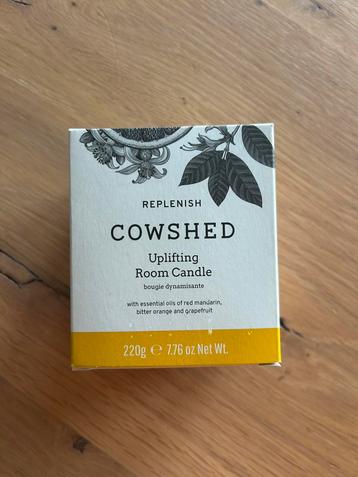 REPLENISH
COWSHED
Uplifting
Room Candle
bougie dynamisante
with essential oils of red mandarin,
bitter orange and grapefruit
220g ℮ 7.76 oz Net Wt.